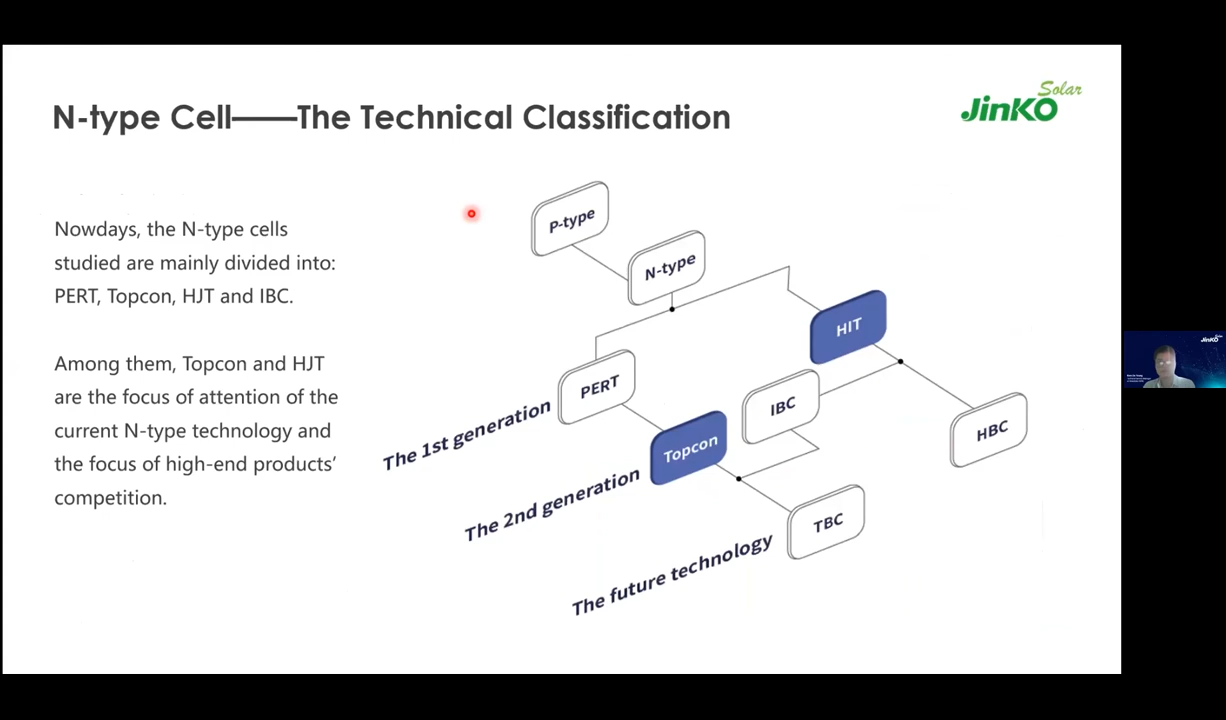 N-type Cell——The Technical Classification
Solar
JinKO
Nowdays, the N-type cells
studied are mainly divided into:
PERT, Topcon, HJT and IBC.
Among them, Topcon and HJT
are the focus of attention of the
current N-type technology and
the focus of high-end products’
competition.
P-type
N-type
HIT
PERT
IBC
HBC
The 1st generation
Topcon
The 2nd generation
TBC
The future technology
JinKO